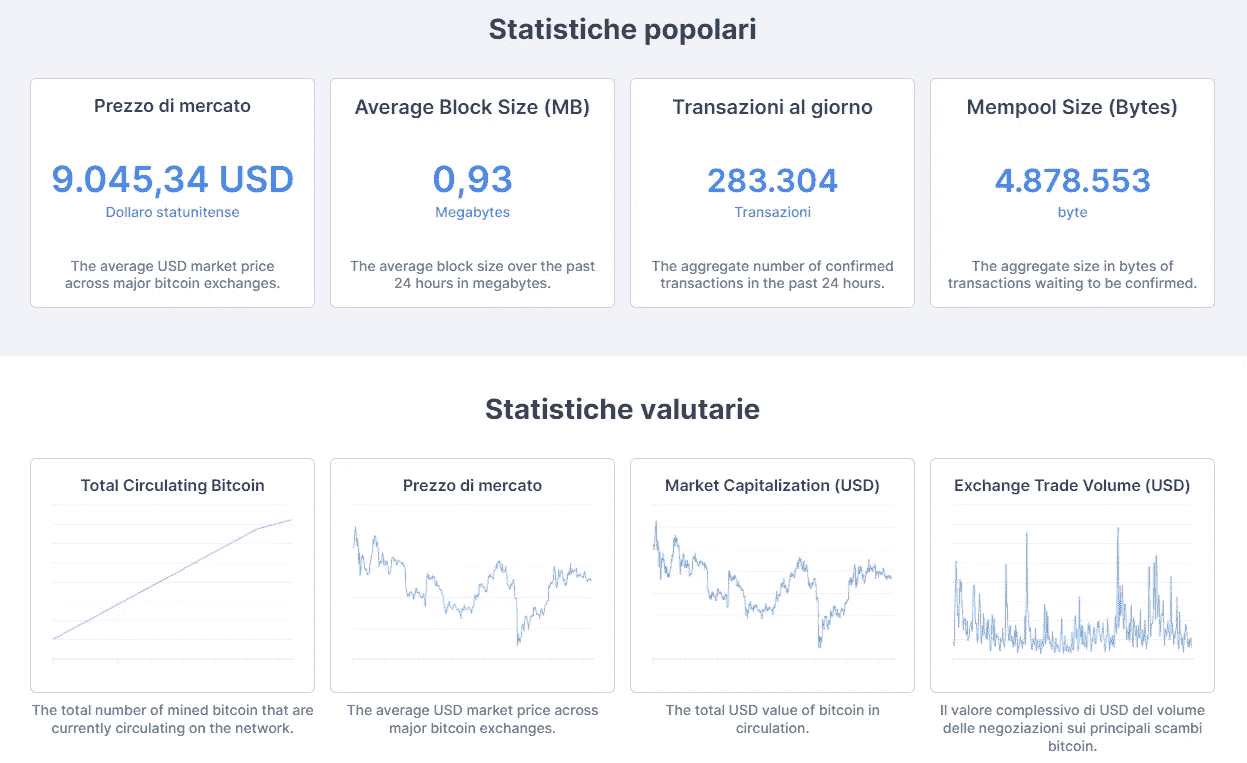 Statistiche popolari
Prezzo di mercato
9.045,34 USD
Dollaro statunitense
The average USD market price
across major bitcoin exchanges.
Average Block Size (MB)
0,93
Megabytes
The average block size over the past
24 hours in megabytes.
Transazioni al giorno
283.304
Transazioni
The aggregate number of confirmed
transactions in the past 24 hours.
Mempool Size (Bytes)
4.878.553
byte
The aggregate size in bytes of
transactions waiting to be confirmed.
Statistiche valutarie
Total Circulating Bitcoin
The total number of mined bitcoin that are
currently circulating on the network.
Prezzo di mercato
The average USD market price across
major bitcoin exchanges.
Market Capitalization (USD)
The total USD value of bitcoin in
circulation.
Exchange Trade Volume (USD)
Il valore complessivo di USD del volume
delle negoziazioni sui principali scambi
bitcoin.